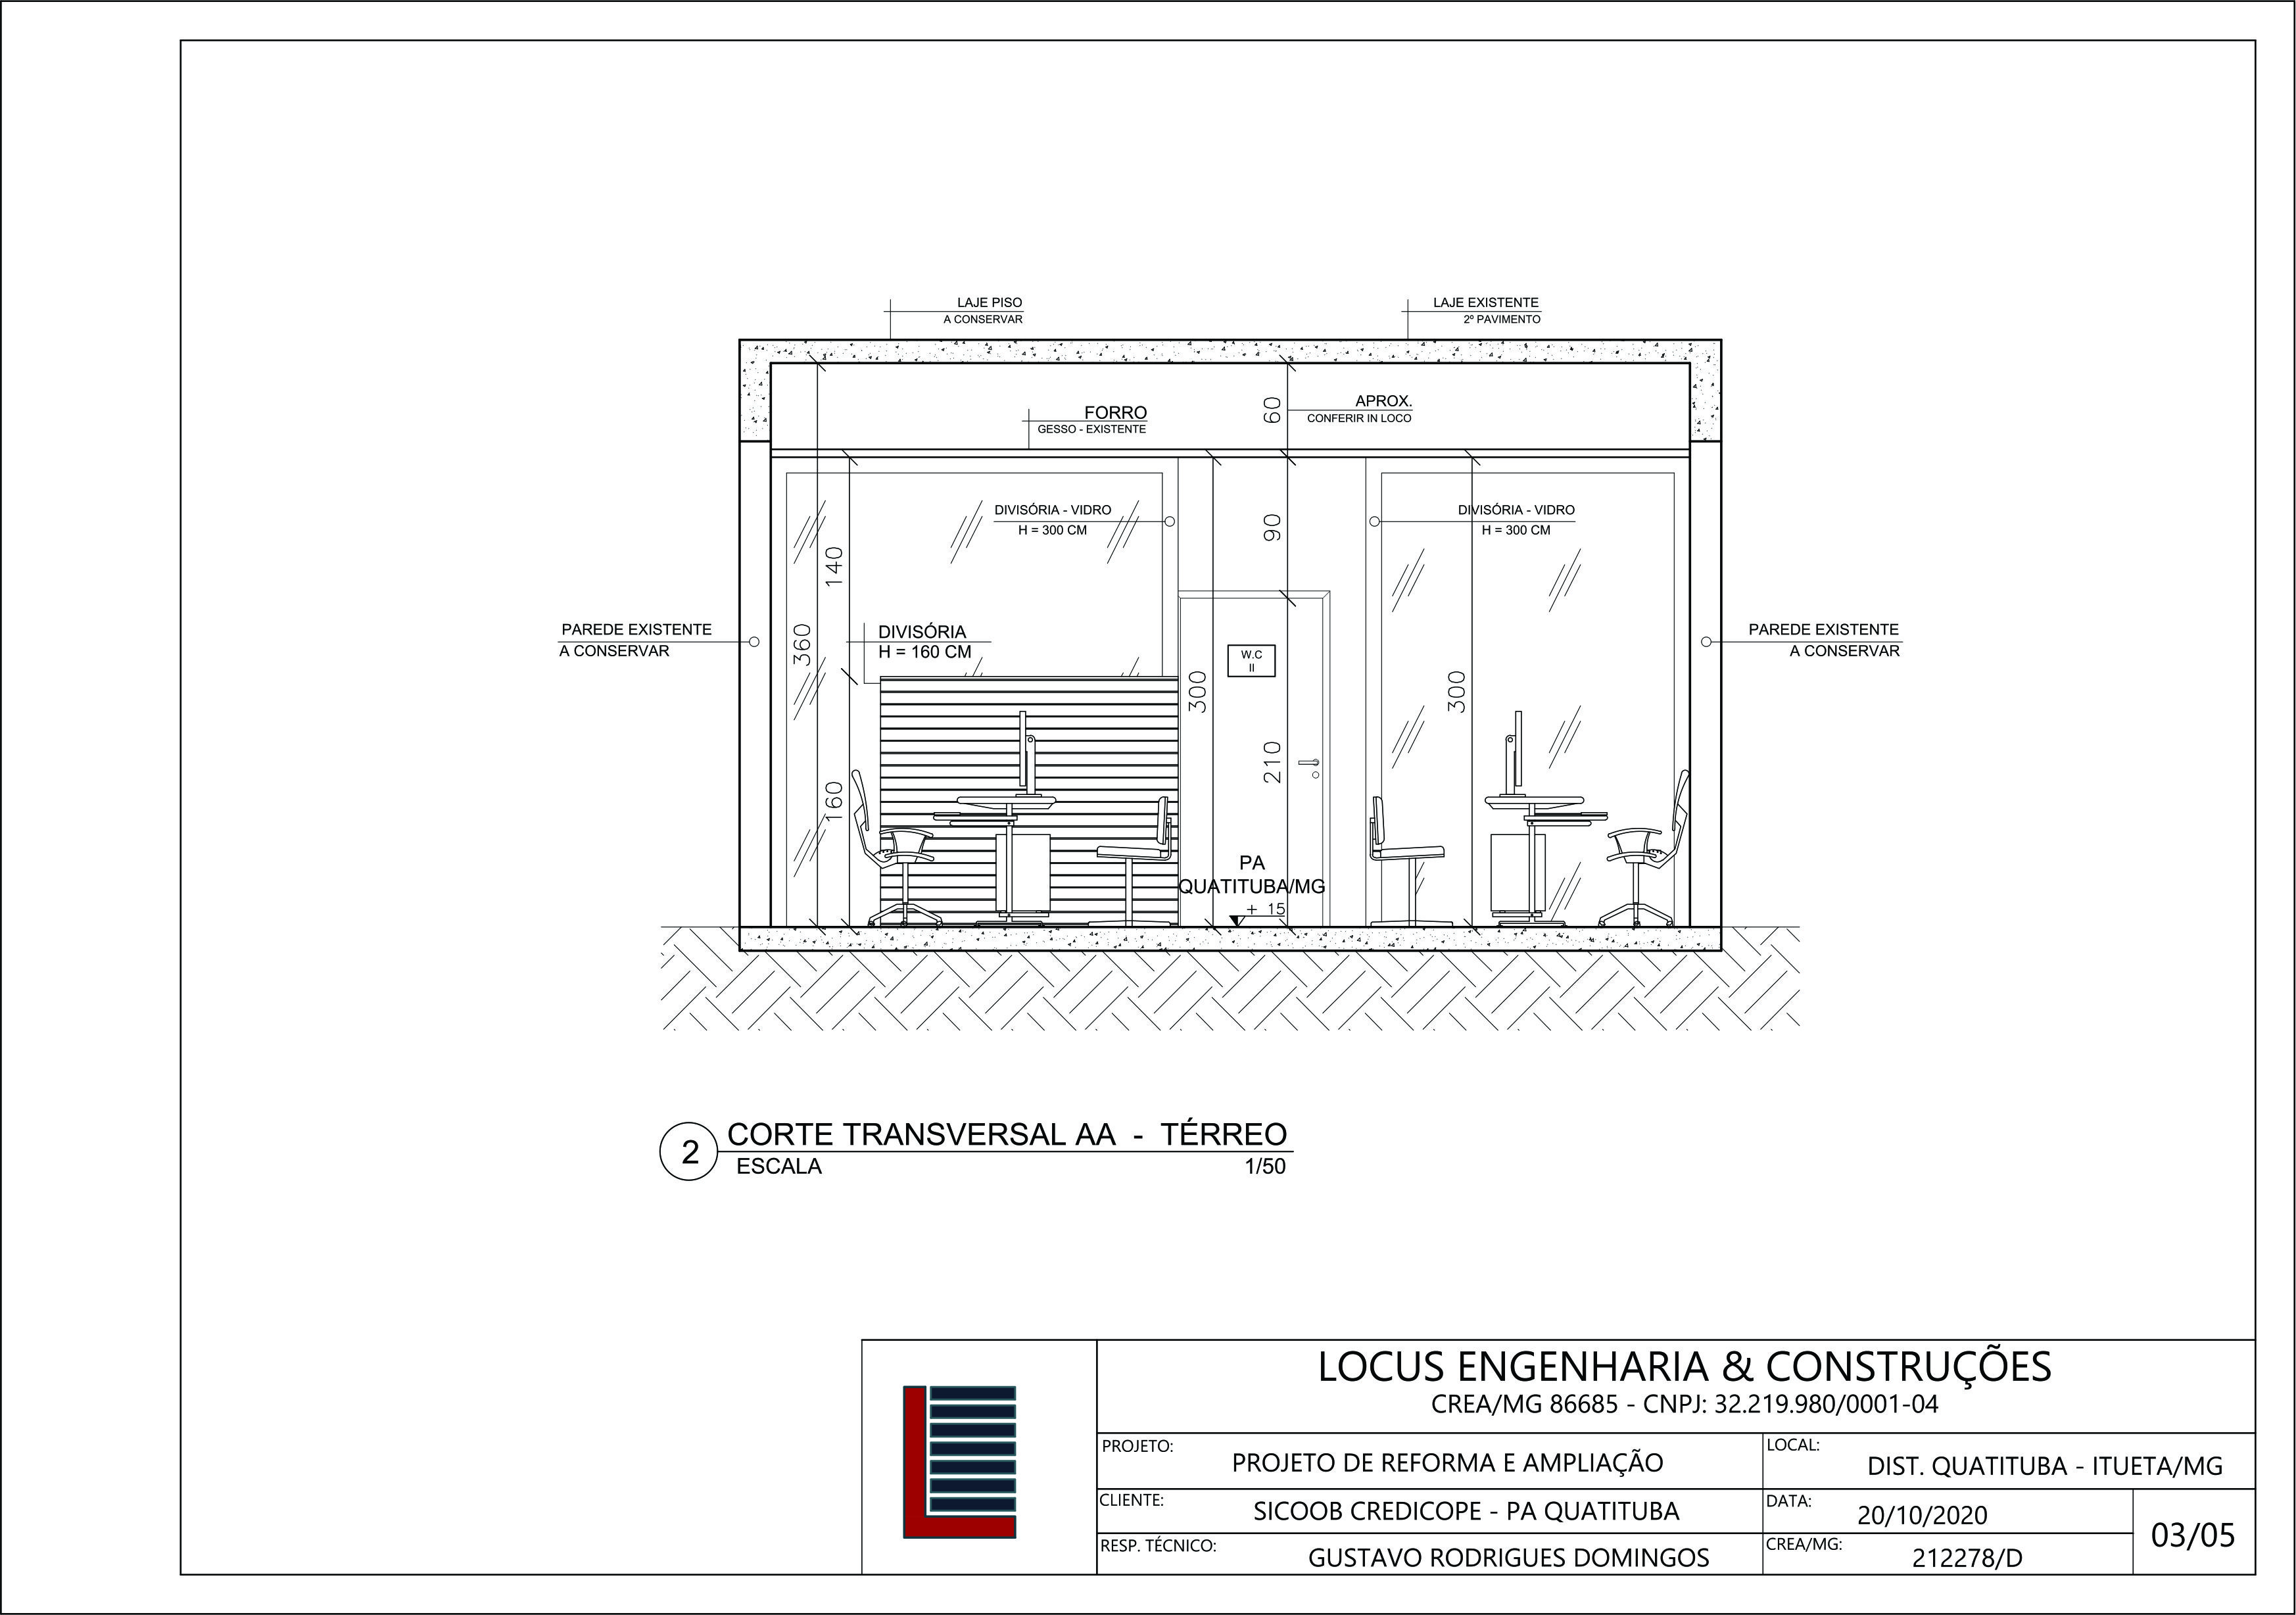 LAJE PISO
A CONSERVAR
LAJE EXISTENTE
2º PAVIMENTO
FORRO
GESSO - EXISTENTE
60
APROX.
CONFERIR IN LOCO
DIVISÓRIA - VIDRO
H = 300 CM
90
DIVISÓRIA - VIDRO
H = 300 CM
140
PAREDE EXISTENTE
A CONSERVAR
360
DIVISÓRIA
H = 160 CM
W.C
II
PAREDE EXISTENTE
A CONSERVAR
300
300
210
160
PA
QUATITUBA/MG
+ 15
2
CORTE TRANSVERSAL AA - TÉRREO
ESCALA 1/50
LOCUS ENGENHARIA & CONSTRUÇÕES
CREA/MG 86685 - CNPJ: 32.219.980/0001-04
PROJETO: PROJETO DE REFORMA E AMPLIAÇÃO
LOCAL: DIST. QUATITUBA - ITUETA/MG
CLIENTE: SICOOB CREDICOPE - PA QUATITUBA
DATA: 20/10/2020
RESP. TÉCNICO: GUSTAVO RODRIGUES DOMINGOS
CREA/MG: 212278/D
03/05